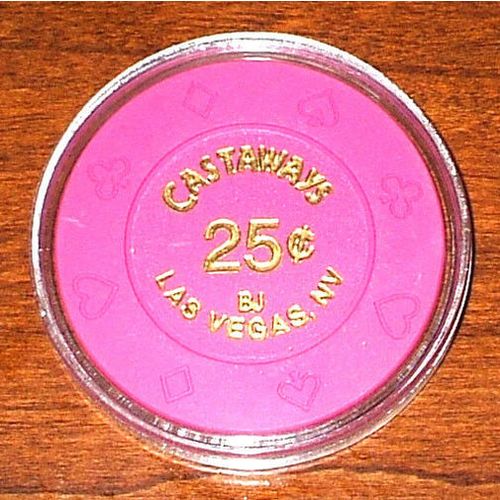 CASTAWAYS
25¢
BJ
LAS VEGAS, NV